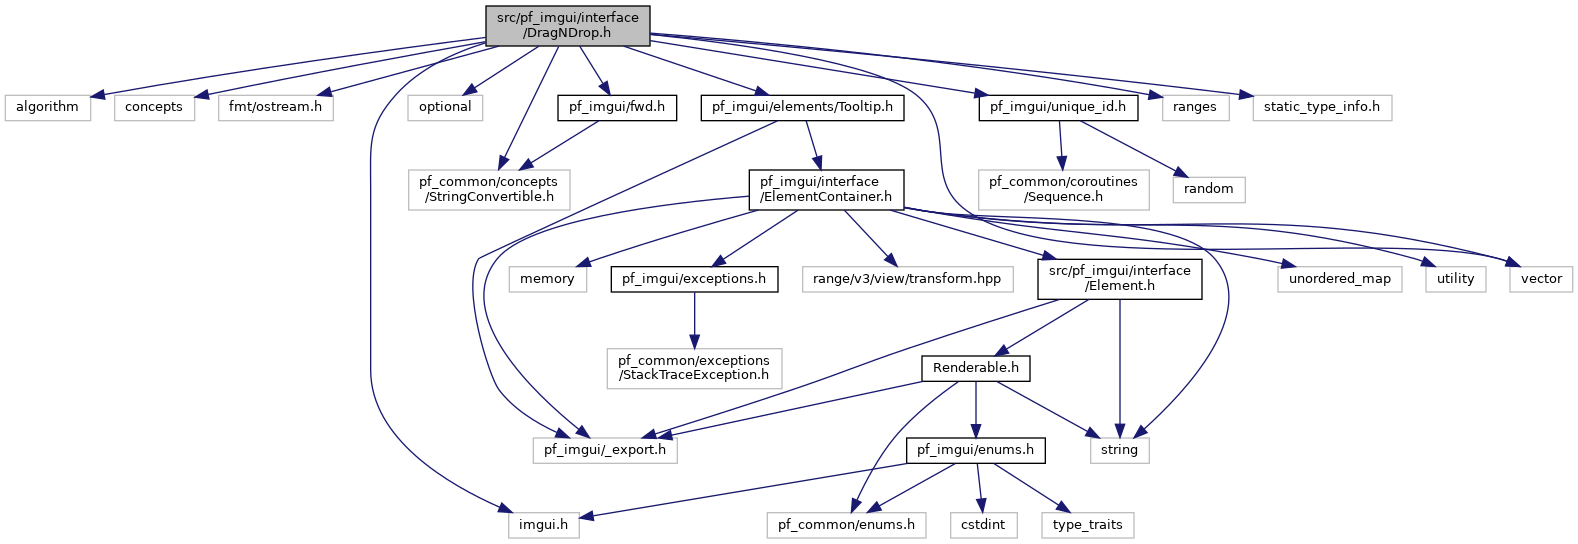 src/pf_imgui/interface
/DragNDrop.h
algorithm
concepts
fmt/ostream.h
optional
pf_imgui/fwd.h
pf_imgui/elements/Tooltip.h
pf_imgui/unique_id.h
ranges
static_type_info.h
pf_common/concepts
/StringConvertible.h
pf_imgui/interface
/ElementContainer.h
pf_common/coroutines
/Sequence.h
random
memory
pf_imgui/exceptions.h
range/v3/view/transform.hpp
src/pf_imgui/interface
/Element.h
unordered_map
utility
vector
pf_common/exceptions
/StackTraceException.h
Renderable.h
pf_imgui/_export.h
pf_imgui/enums.h
string
imgui.h
pf_common/enums.h
cstdint
type_traits